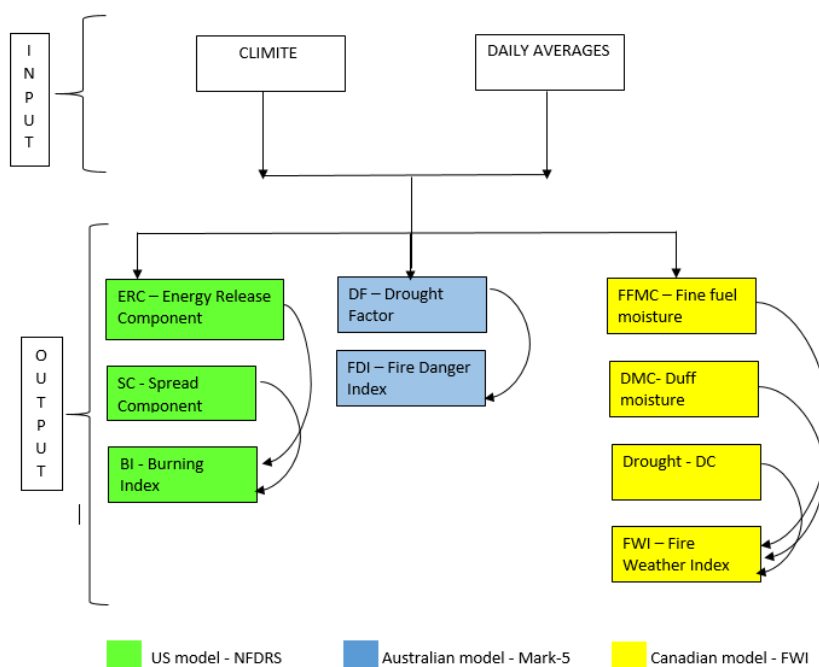 INPUT
CLIMITE
DAILY AVERAGES
OUTPUT
ERC – Energy Release
Component
SC - Spread
Component
BI - Burning
Index
DF – Drought
Factor
FDI – Fire Danger
Index
FFMC – Fine fuel
moisture
DMC- Duff
moisture
Drought - DC
FWI – Fire
Weather Index
US model - NFDRS
Australian model - Mark-5
Canadian model - FWI